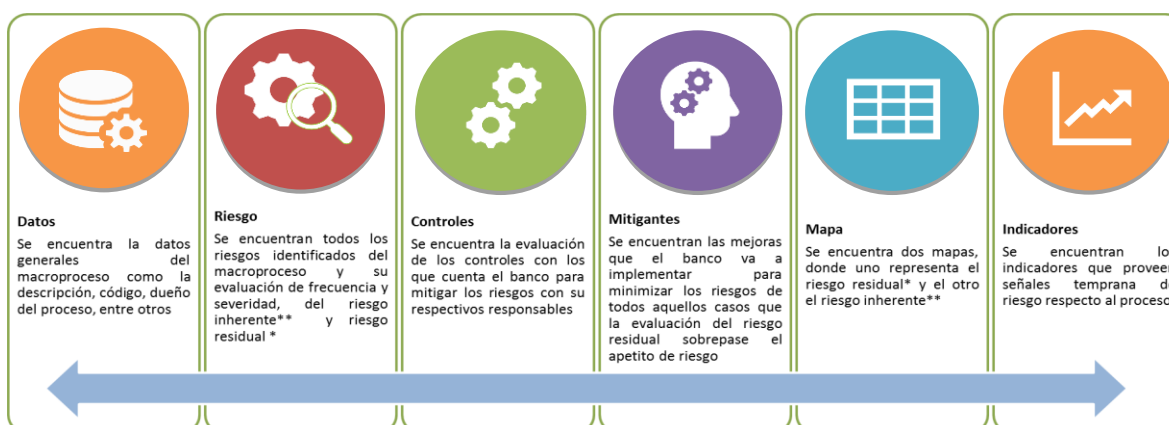 Datos
Se encuentra la datos
generales del
macroproceso como la
descripción, código, dueño
del proceso, entre otros
Riesgo
Se encuentran todos los
riesgos identificados del
macroproceso y su
evaluación de frecuencia y
severidad, del riesgo
inherente** y riesgo
residual *
Controles
Se encuentra la evaluación
de los controles con los
que cuenta el banco para
mitigar los riesgos con su
respectivos responsables
Mitigantes
Se encuentran las mejoras
que el banco va a
implementar para
minimizar los riesgos de
todos aquellos casos que
la evaluación del riesgo
residual sobrepase el
apetito de riesgo
Mapa
Se encuentra dos mapas,
donde uno representa el
riesgo residual* y el otro
el riesgo inherente**
Indicadores
Se encuentran lo
indicadores que proveen
señales temprana de
riesgo respecto al proceso